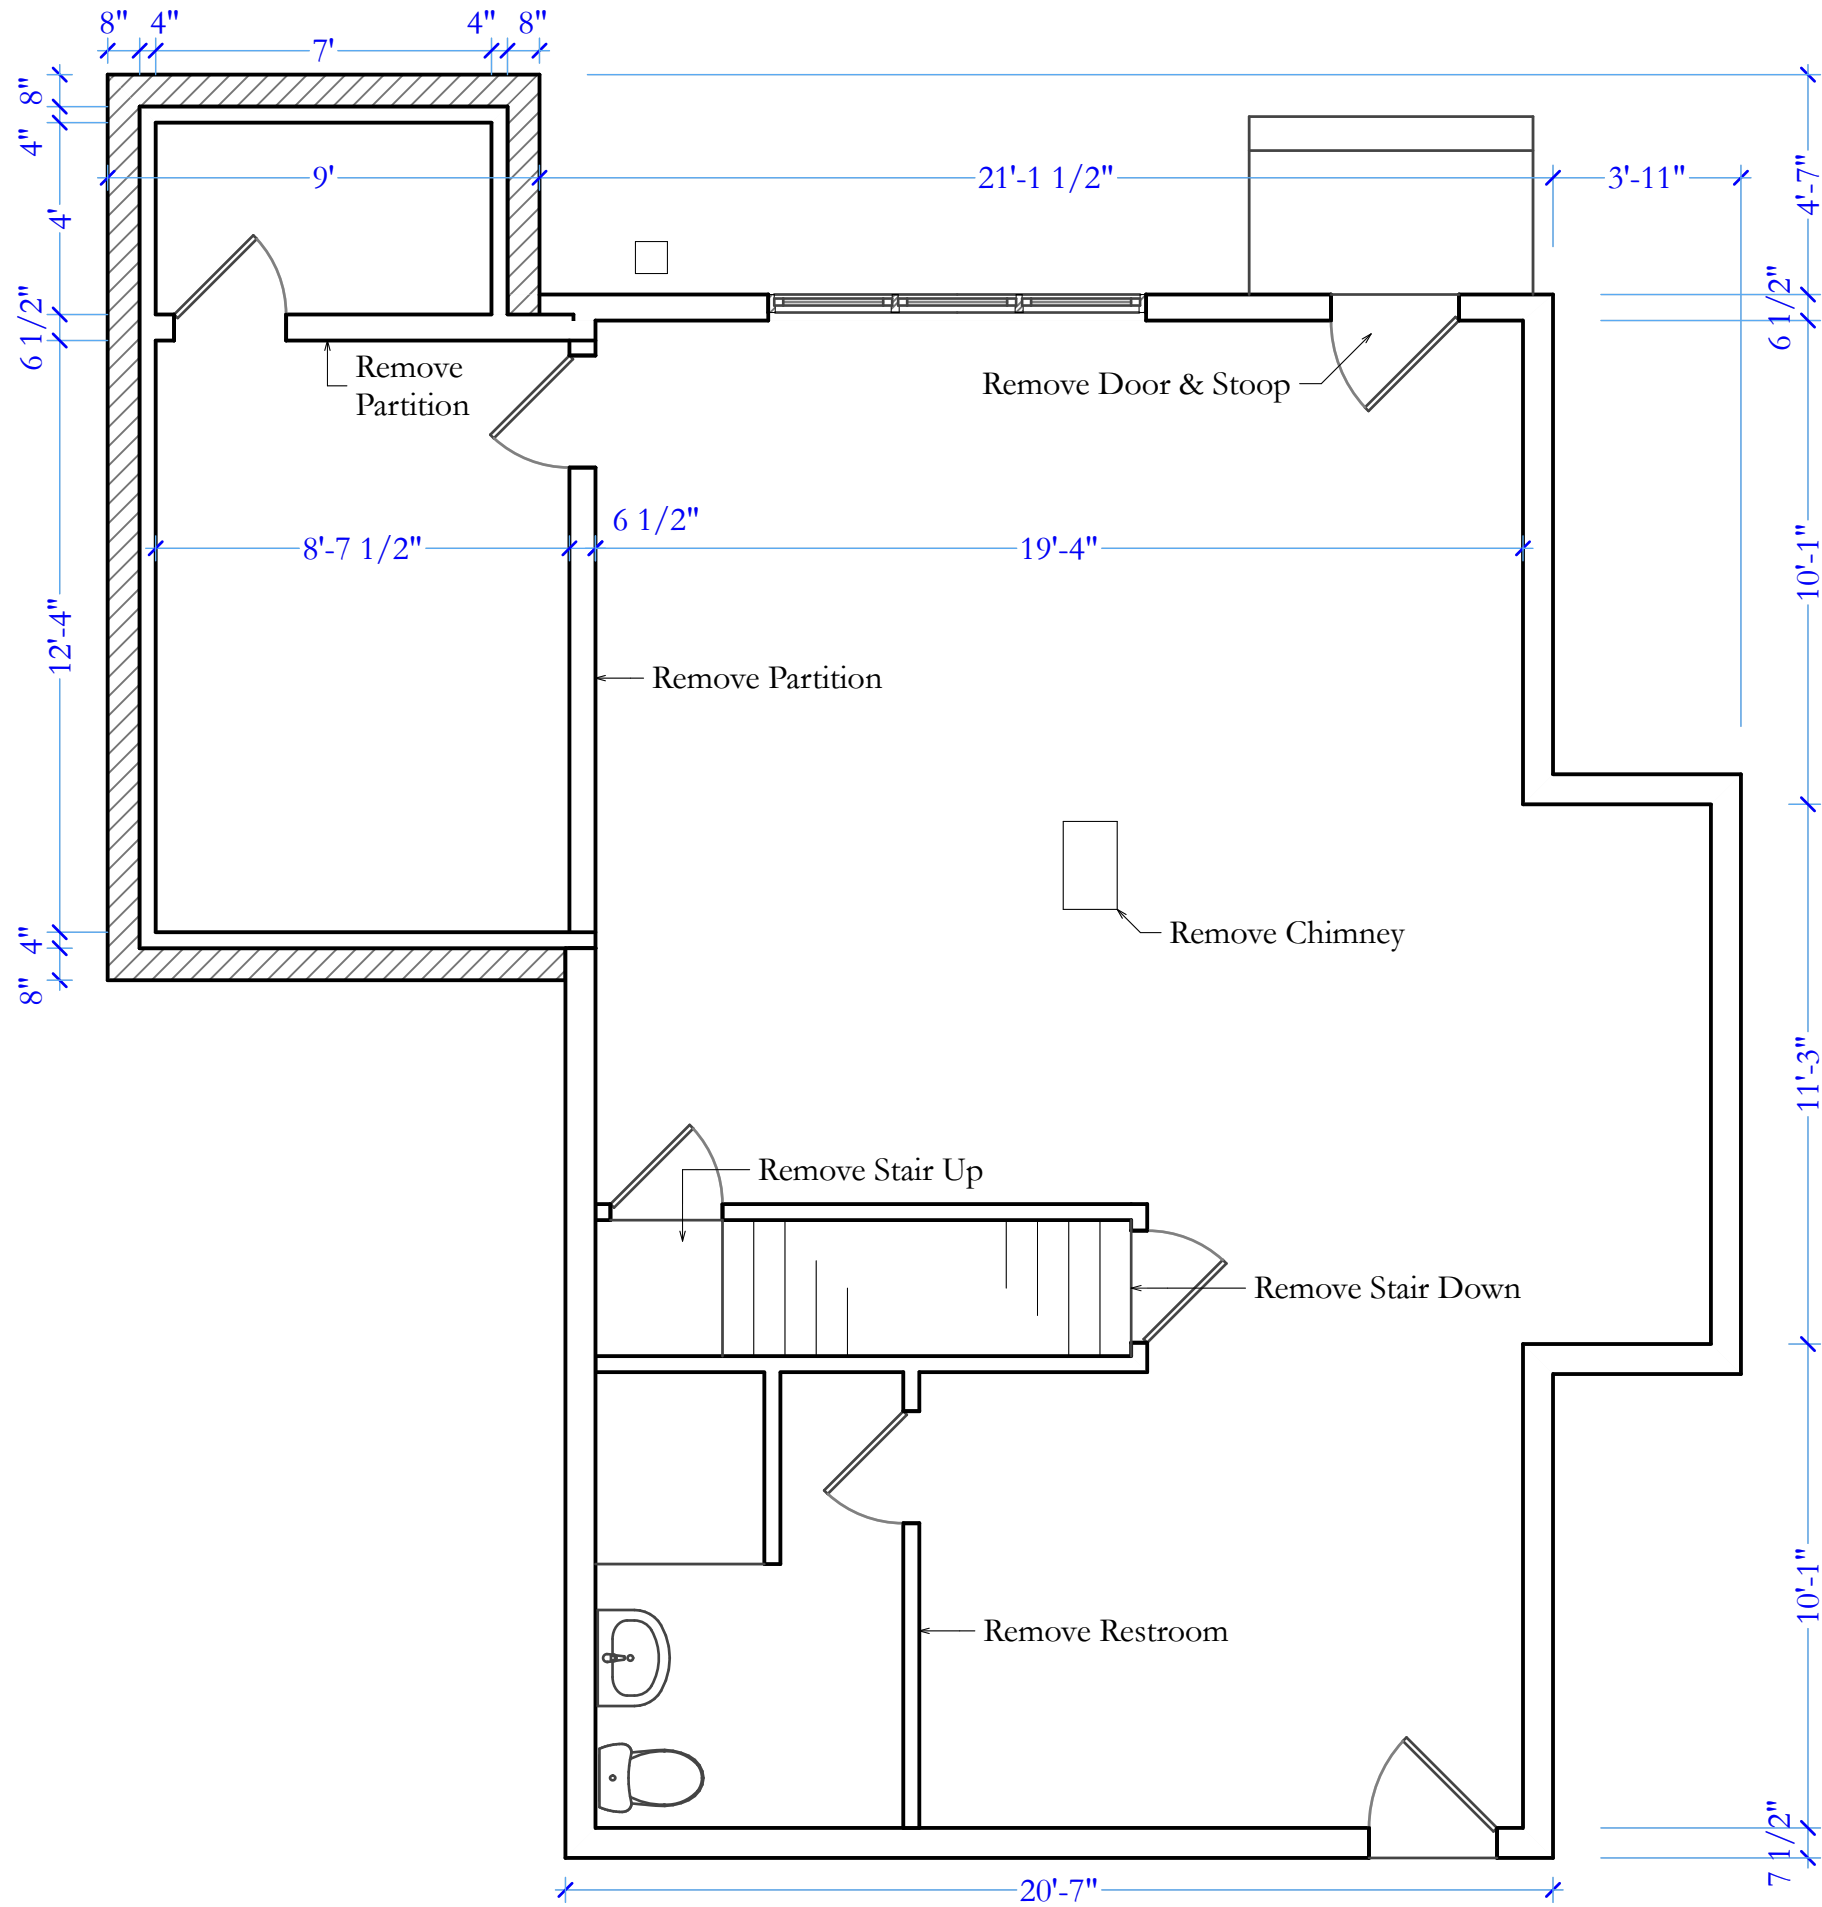 8" 4" 4" 8"
7'
8"
4"
9' 21'-1 1/2" 3'-11"
4'-7"
4'
6 1/2"
6 1/2"
Remove
Partition
Remove Door & Stoop
6 1/2"
8'-7 1/2" 19'-4"
10'-1"
12'-4"
Remove Partition
Remove Chimney
4"
8"
11'-3"
Remove Stair Up
Remove Stair Down
10'-1"
Remove Restroom
7 1/2"
20'-7"